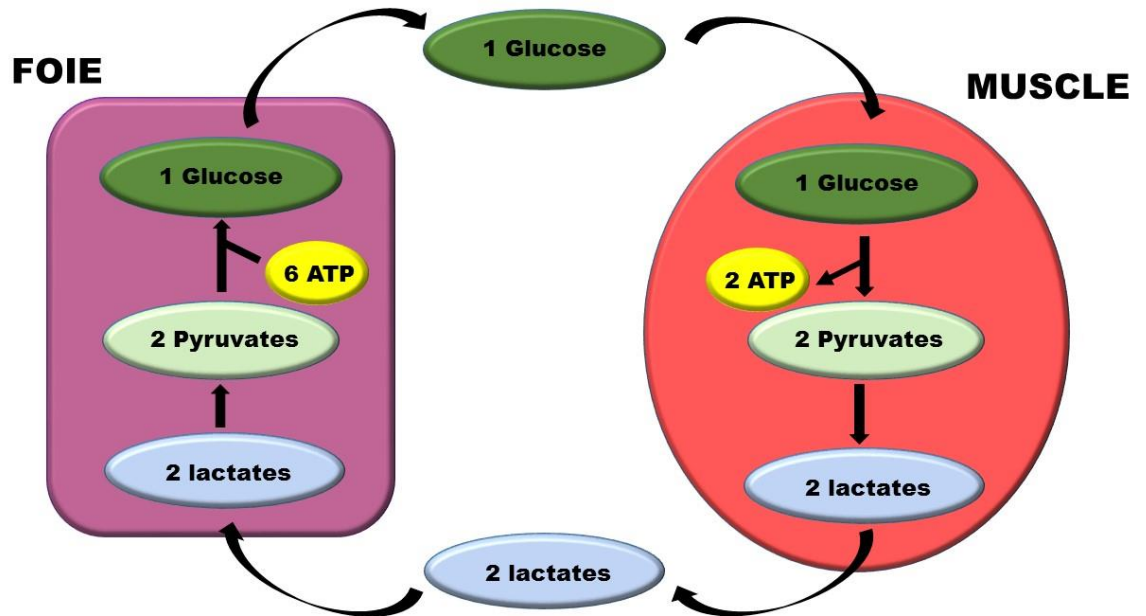 1 Glucose
FOIE
MUSCLE
1 Glucose
6 ATP
2 Pyruvates
2 lactates
1 Glucose
2 ATP
2 Pyruvates
2 lactates
2 lactates